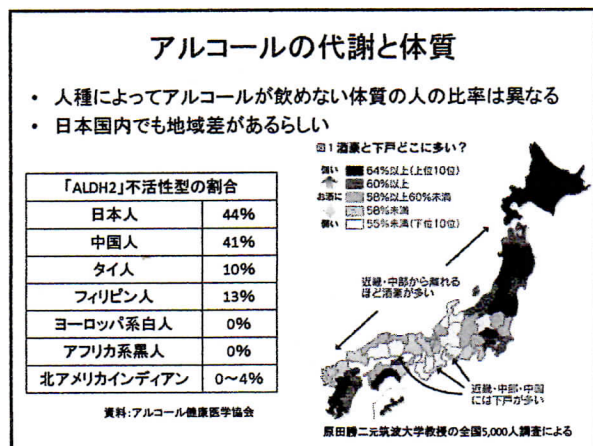 アルコールの代謝と体質
• 人種によってアルコールが飲めない体質の人の比率は異なる
• 日本国内でも地域差があるらしい
「ALDH2」不活性型の割合
日本人 44%
中国人 41%
タイ人 10%
フィリピン人 13%
ヨーロッパ系白人 0%
アフリカ系黒人 0%
北アメリカインディアン 0～4%
資料:アルコール健康医学協会
図1 酒豪と下戸どこに多い?
強い
お酒に
64%以上(上位10位)
60%以上
58%以上60%未満
58%未満
55%未満(下位10位)
近畿・中部から離れる
ほど酒豪が多い
近畿・中部・中国
には下戸が多い
原田勝二元筑波大学教授の全国5,000人調査による